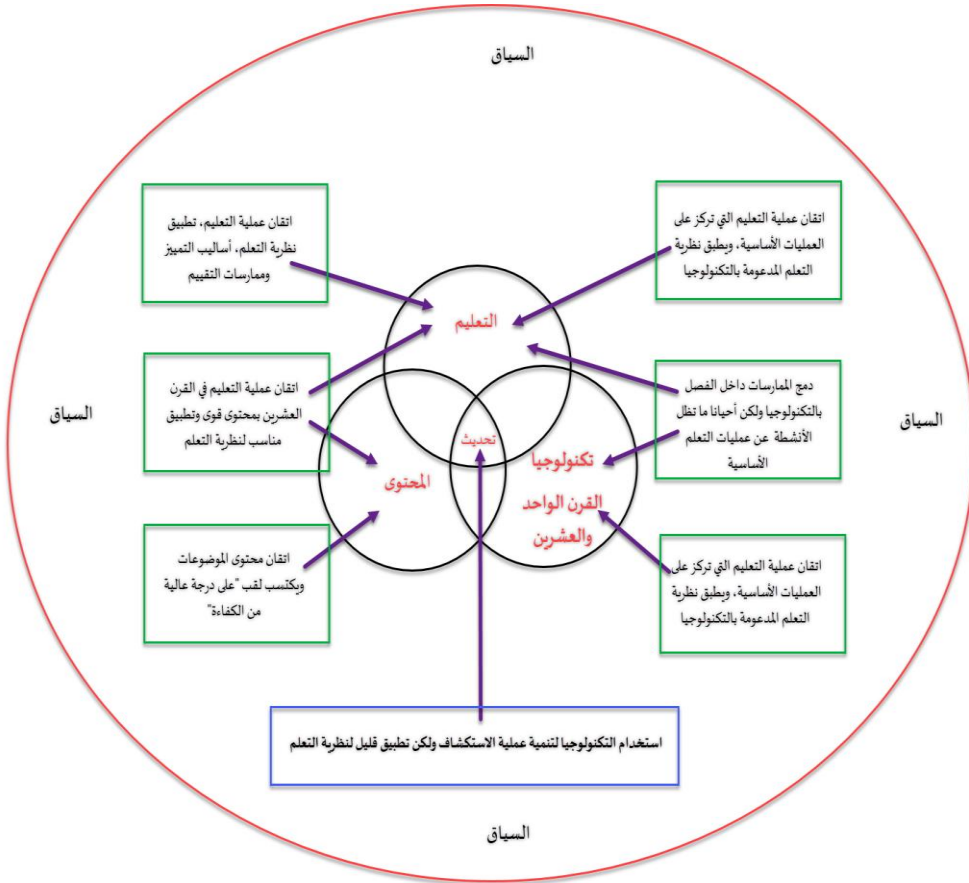 السياق
اتقان عملية التعليم التي تركز على
العمليات الأساسية، ويطبق نظرية
التعلم المدعومة بالتكنولوجيا
اتقان عملية التعليم، تطبيق
نظرية التعلم، أساليب التمييز
وممارسات التقييم
التعليم
دمج الممارسات داخل الفصل
بالتكنولوجيا ولكن أحيانا ما تظل
الأنشطة عن عمليات التعلم
الأساسية
اتقان عملية التعليم في القرن
العشرين بمحتوى قوى وتطبيق
مناسب لنظرية التعلم
السياق
السياق
تحديث
تكنولوجيا
القرن الواحد
والعشرين
المحتوى
اتقان عملية التعليم التي تركز على
العمليات الأساسية، ويطبق نظرية
التعلم المدعومة بالتكنولوجيا
اتقان محتوى الموضوعات
ويكتسب لقب "على درجة عالية
من الكفاءة"
استخدام التكنولوجيا لتنمية عملية الاستكشاف ولكن تطبيق قليل لنظرية التعلم
السياق